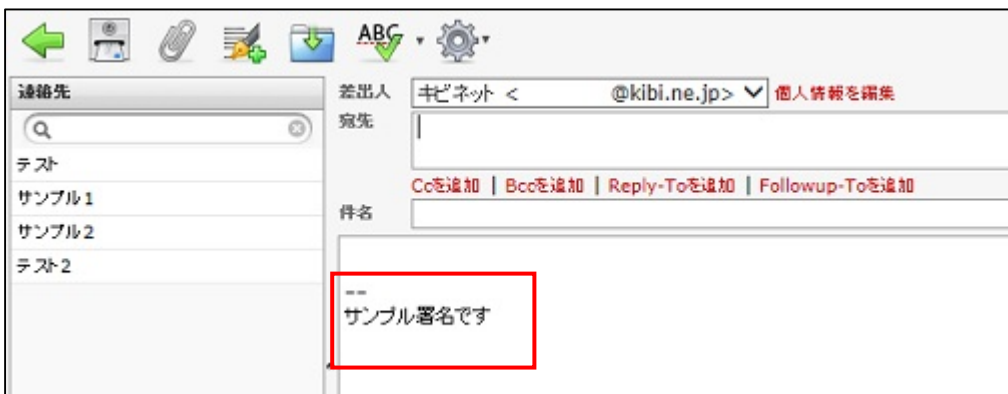 ABC
連絡先
テスト
サンプル1
サンプル2
テスト2
差出人 キビネット < @kibi.ne.jp> 個人情報を編集
宛先
Ccを追加 | Bccを追加 | Reply-Toを追加 | Followup-Toを追加
件名
--
サンプル署名です